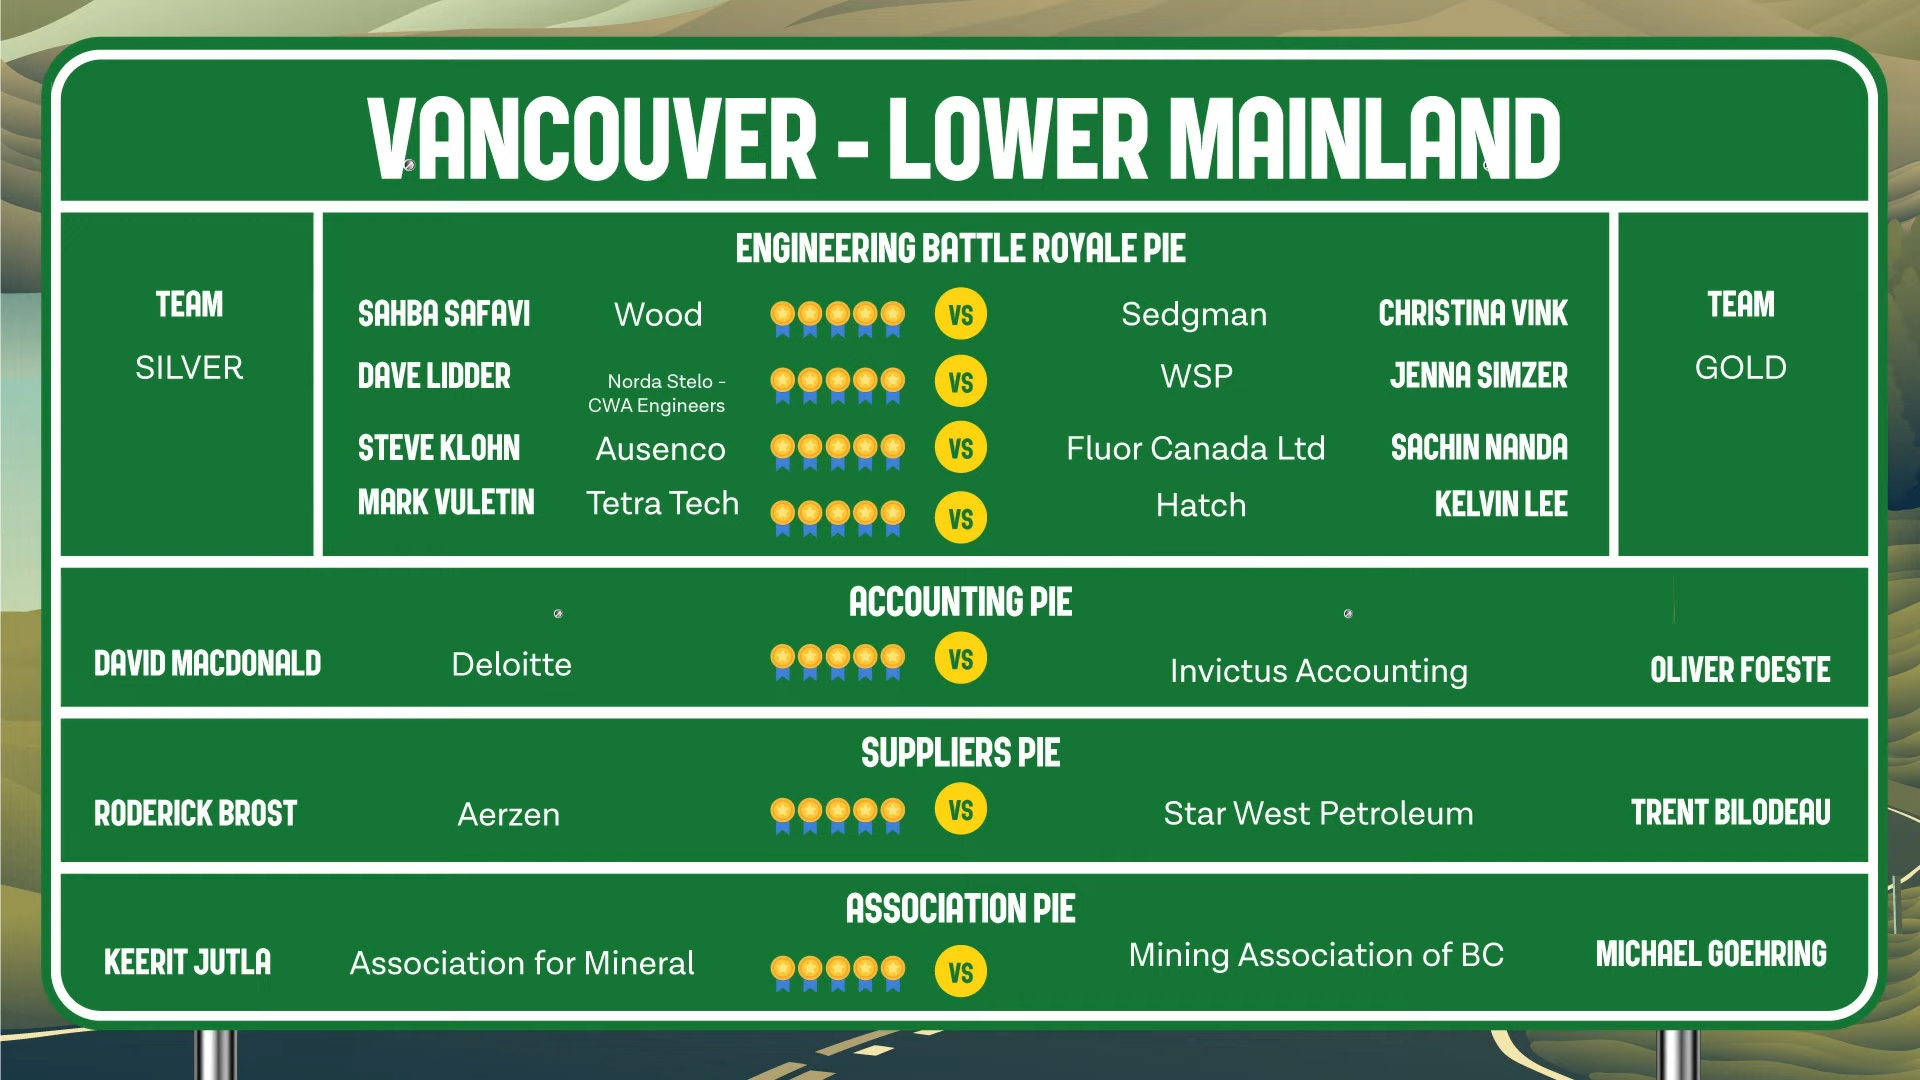 VANCOUVER - LOWER MAINLAND
TEAM
SILVER
ENGINEERING BATTLE ROYALE PIE
SAHBA SAFAVI Wood VS Sedgman CHRISTINA VINK
DAVE LIDDER Norda Stelo -
CWA Engineers VS WSP JENNA SIMZER
STEVE KLOHN Ausenco VS Fluor Canada Ltd SACHIN NANDA
MARK VULETIN Tetra Tech VS Hatch KELVIN LEE
TEAM
GOLD
ACCOUNTING PIE
DAVID MACDONALD Deloitte VS Invictus Accounting OLIVER FOESTE
SUPPLIERS PIE
RODERICK BROST Aerzen VS Star West Petroleum TRENT BILODEAU
ASSOCIATION PIE
KEERIT JUTLA Association for Mineral VS Mining Association of BC MICHAEL GOEHRING